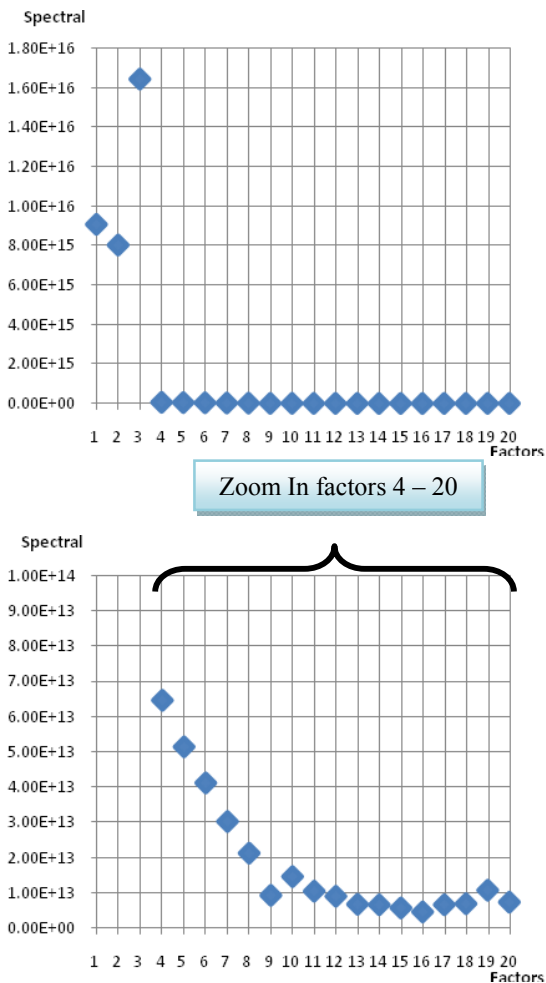 Spectral
1.80E+16
1.60E+16
1.40E+16
1.20E+16
1.00E+16
8.00E+15
6.00E+15
4.00E+15
2.00E+15
0.00E+00
1 2 3 4 5 6 7 8 9 10 11 12 13 14 15 16 17 18 19 20
Factors
Zoom In factors 4 – 20
Spectral
1.00E+14
9.00E+13
8.00E+13
7.00E+13
6.00E+13
5.00E+13
4.00E+13
3.00E+13
2.00E+13
1.00E+13
0.00E+00
1 2 3 4 5 6 7 8 9 10 11 12 13 14 15 16 17 18 19 20
Factors